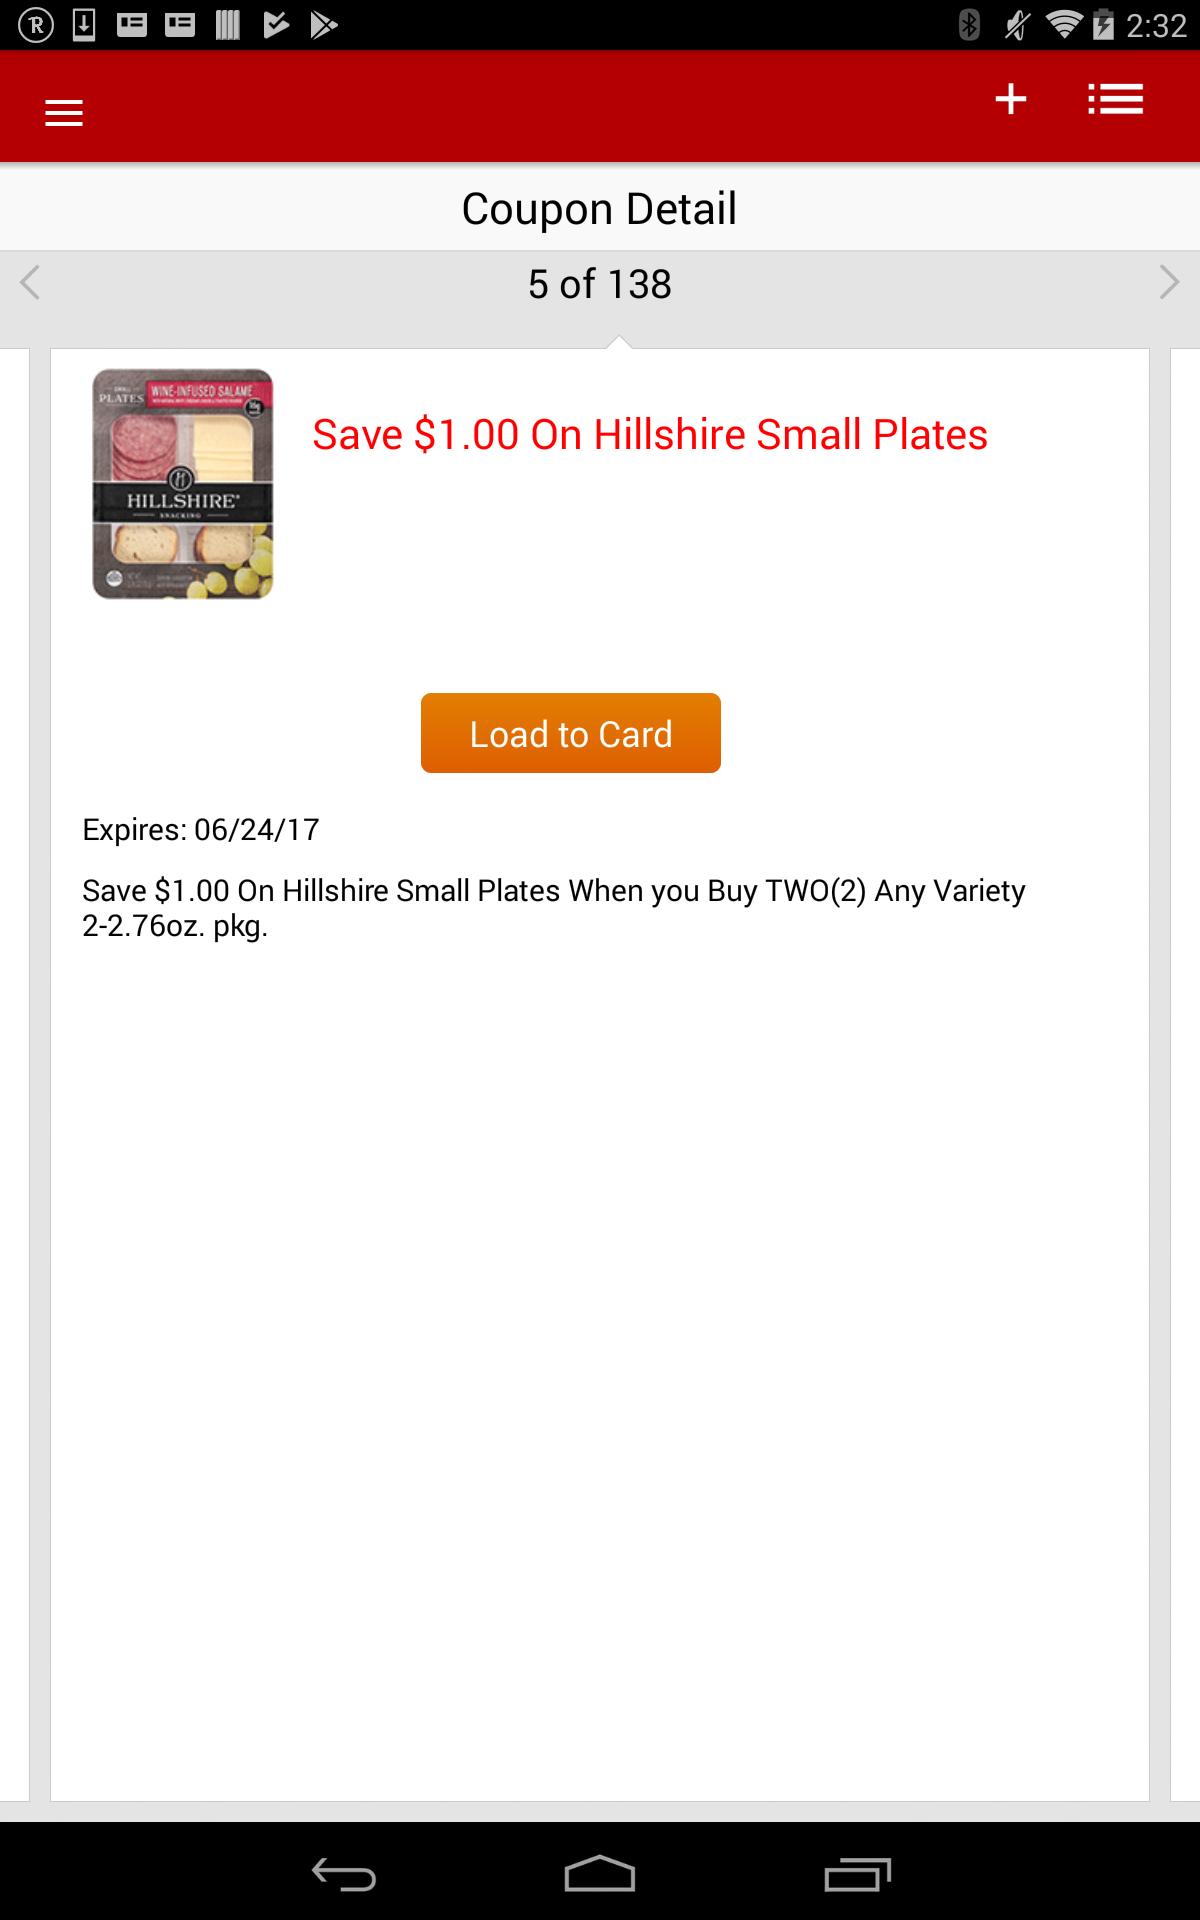 2:32
Coupon Detail
5 of 138
PLATES
WINE-INFUSED SALAME
HILLSHIRE
SNACKING
Save $1.00 On Hillshire Small Plates
Load to Card
Expires: 06/24/17
Save $1.00 On Hillshire Small Plates When you Buy TWO(2) Any Variety
2-2.76oz. pkg.